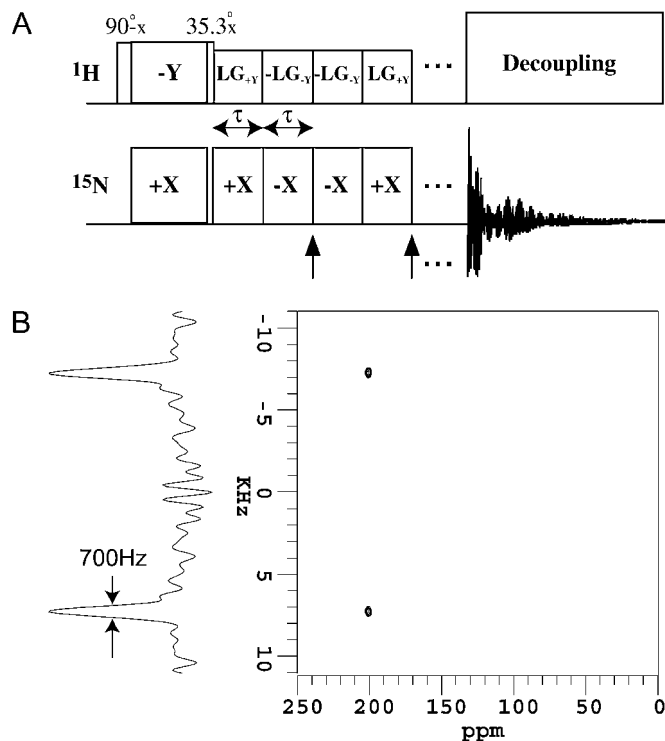 A
90°-x 35.3°x
¹H
-Y
LG+Y
-LG-Y
-LG-Y
LG+Y
...
Decoupling
τ
τ
¹⁵N
+X
+X
-X
-X
+X
...
...
B
-10
-5
0
5
10
KHz
700Hz
250 200 150 100 50 0
ppm